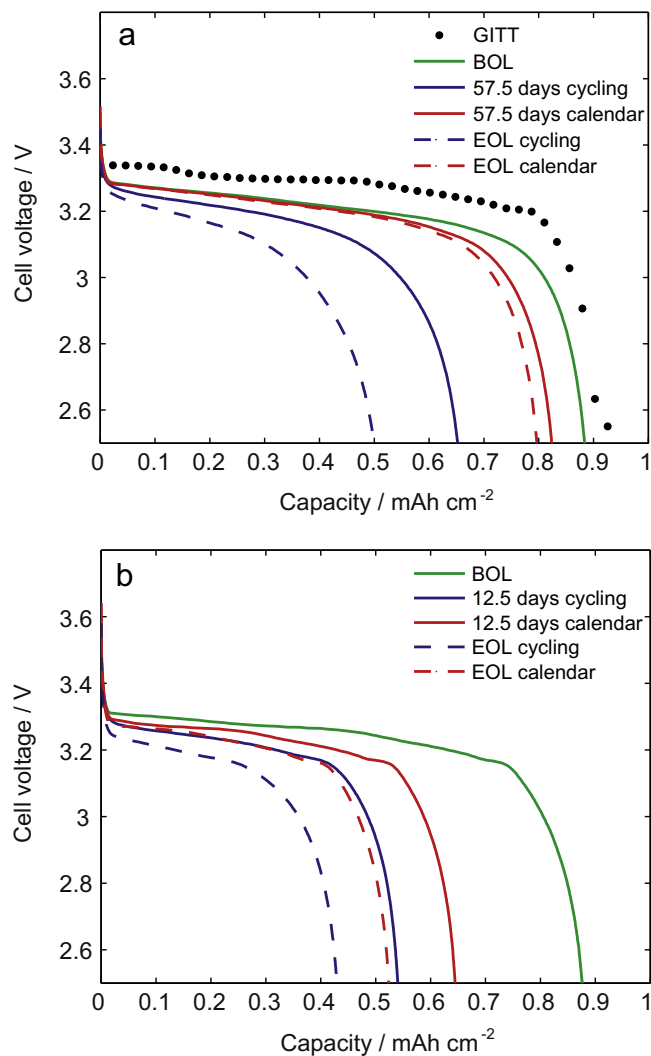 a
GITT
BOL
57.5 days cycling
57.5 days calendar
EOL cycling
EOL calendar
3.6
3.4
3.2
3
2.8
2.6
Cell voltage / V
0 0.1 0.2 0.3 0.4 0.5 0.6 0.7 0.8 0.9 1
Capacity / mAh cm-2
b
BOL
12.5 days cycling
12.5 days calendar
EOL cycling
EOL calendar
3.6
3.4
3.2
3
2.8
2.6
Cell voltage / V
0 0.1 0.2 0.3 0.4 0.5 0.6 0.7 0.8 0.9 1
Capacity / mAh cm-2